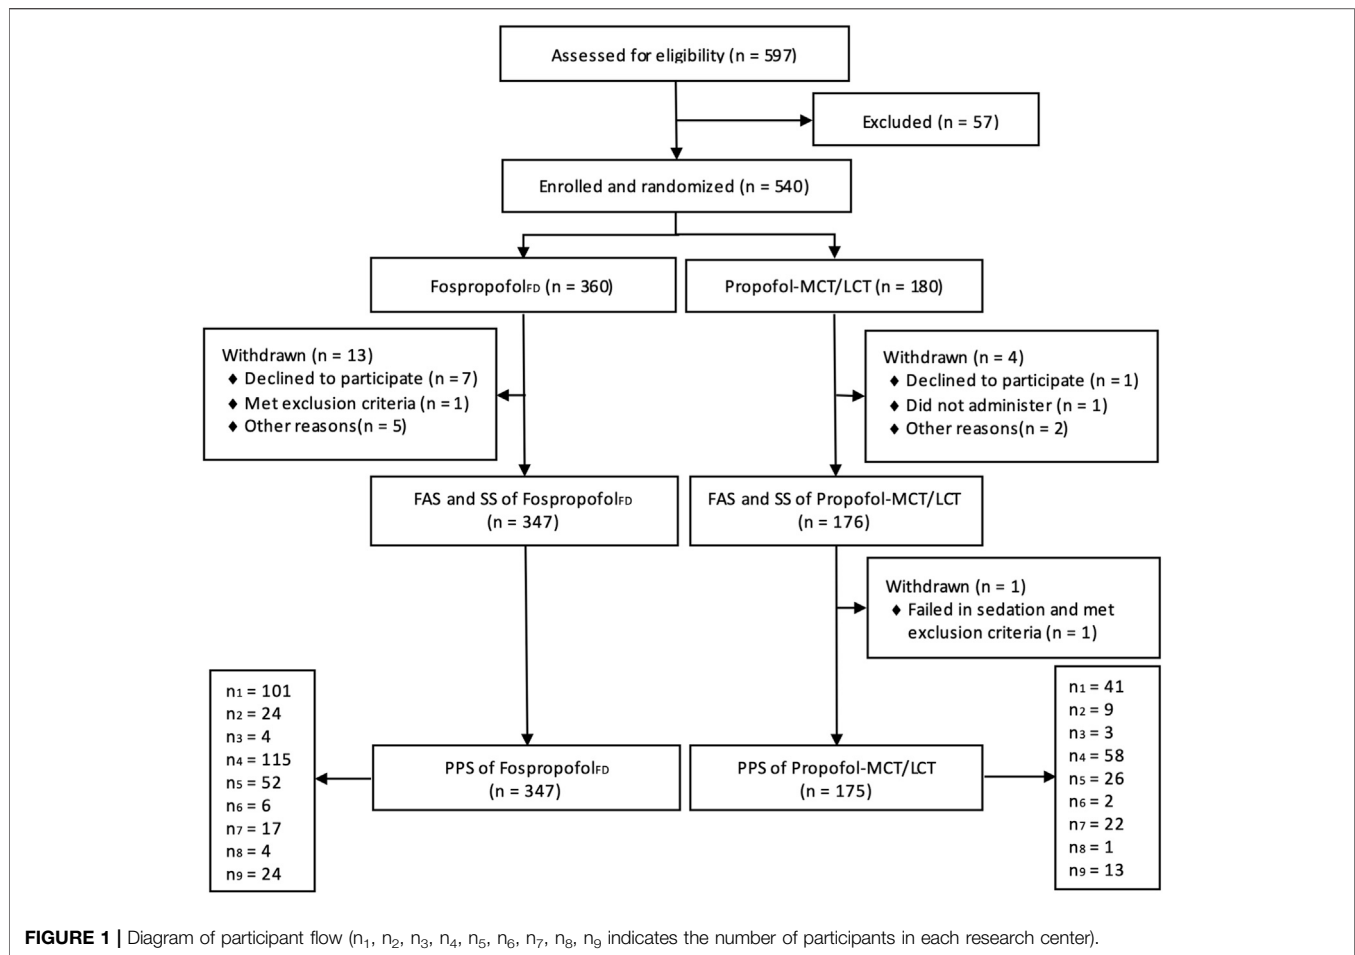 Assessed for eligibility (n = 597)
Excluded (n = 57)
Enrolled and randomized (n = 540)
FospropofolFD (n = 360)
Propofol-MCT/LCT (n = 180)
Withdrawn (n = 13)
♦ Declined to participate (n = 7)
♦ Met exclusion criteria (n = 1)
♦ Other reasons(n = 5)
Withdrawn (n = 4)
♦ Declined to participate (n = 1)
♦ Did not administer (n = 1)
♦ Other reasons(n = 2)
FAS and SS of FospropofolFD
(n = 347)
FAS and SS of Propofol-MCT/LCT
(n = 176)
Withdrawn (n = 1)
♦ Failed in sedation and met
exclusion criteria (n = 1)
n1 = 101
n2 = 24
n3 = 4
n4 = 115
n5 = 52
n6 = 6
n7 = 17
n8 = 4
n9 = 24
PPS of FospropofolFD
(n = 347)
PPS of Propofol-MCT/LCT
(n = 175)
n1 = 41
n2 = 9
n3 = 3
n4 = 58
n5 = 26
n6 = 2
n7 = 22
n8 = 1
n9 = 13
FIGURE 1 | Diagram of participant flow (n1, n2, n3, n4, n5, n6, n7, n8, n9 indicates the number of participants in each research center).